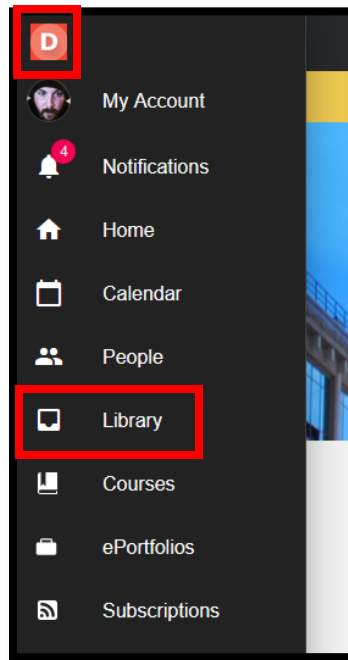 D
My Account
4
Notifications
Home
Calendar
People
Library
Courses
ePortfolios
Subscriptions